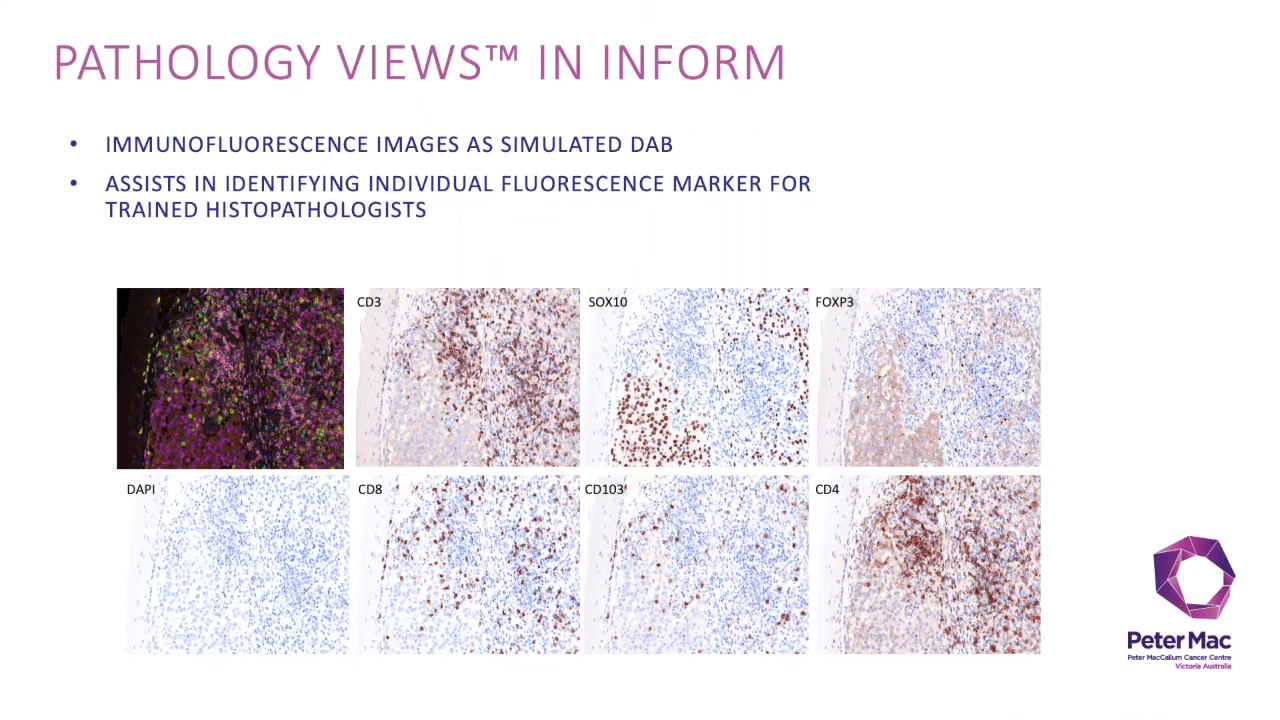 PATHOLOGY VIEWS™ IN INFORM
• IMMUNOFLUORESCENCE IMAGES AS SIMULATED DAB
• ASSISTS IN IDENTIFYING INDIVIDUAL FLUORESCENCE MARKER FOR
TRAINED HISTOPATHOLOGISTS
CD3
SOX10
FOXP3
DAPI
CD8
CD103
CD4
Peter Mac
Peter MacCallum Cancer Centre
Victoria Australia